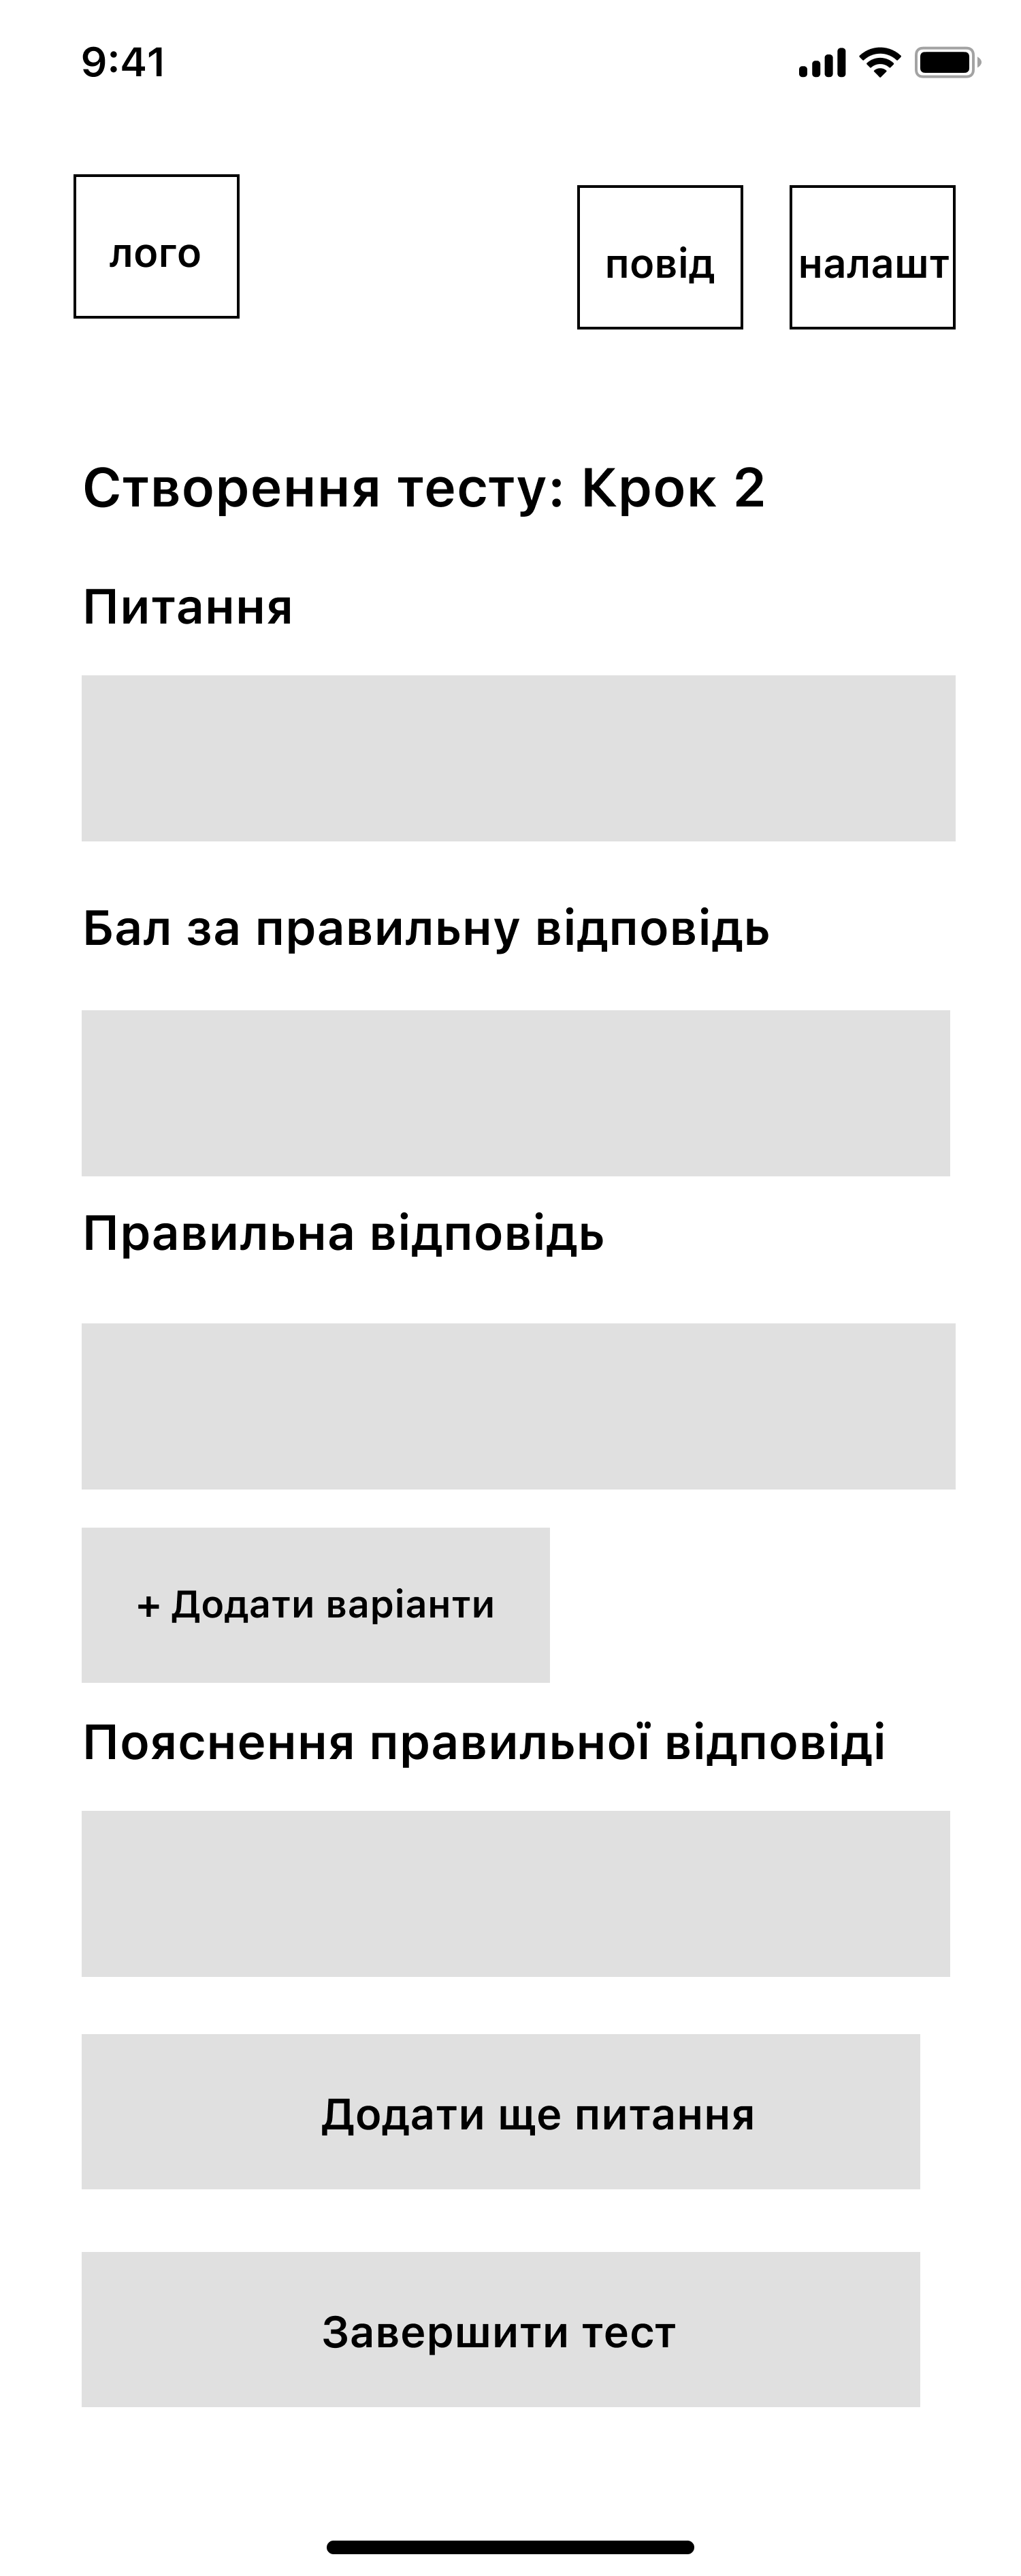 9:41
лого
повід
налашт
Створення тесту: Крок 2
Питання
Бал за правильну відповідь
Правильна відповідь
+ Додати варіанти
Пояснення правильної відповіді
Додати ще питання
Завершити тест